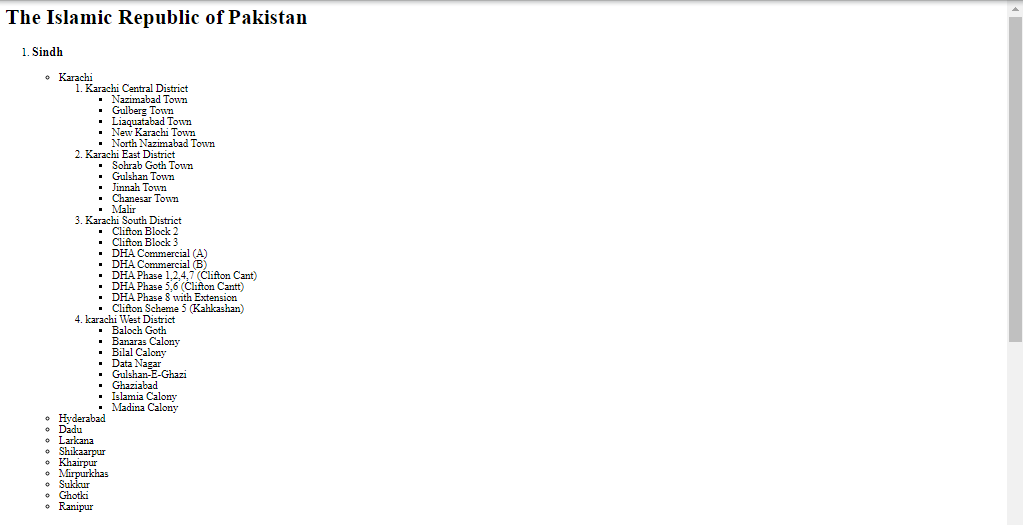 The Islamic Republic of Pakistan
1. Sindh
Karachi
1. Karachi Central District
Nazimabad Town
Gulberg Town
Liaquatabad Town
New Karachi Town
North Nazimabad Town
2. Karachi East District
Sohrab Goth Town
Gulshan Town
Jinnah Town
Chanesar Town
Malir
3. Karachi South District
Clifton Block 2
Clifton Block 3
DHA Commercial (A)
DHA Commercial (B)
DHA Phase 1,2,4,7 (Clifton Cant)
DHA Phase 5,6 (Clifton Cantt)
DHA Phase 8 with Extension
Clifton Scheme 5 (Kahkashan)
4. karachi West District
Baloch Goth
Banaras Calony
Bilal Calony
Data Nagar
Gulshan-E-Ghazi
Ghaziabad
Islamia Calony
Madina Calony
Hyderabad
Dadu
Larkana
Shikaarpur
Khairpur
Mirpurkhas
Sukkur
Ghotki
Ranipur